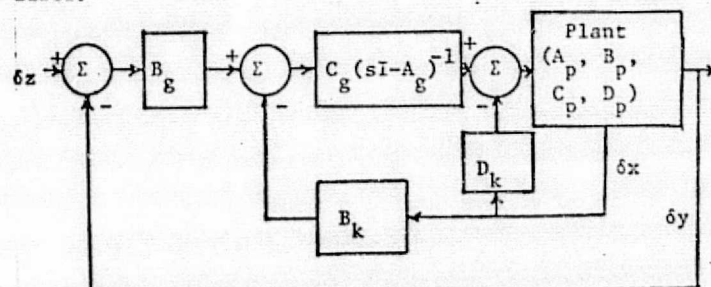 Plant
(A_p, B_p,
C_p, D_p)
δz
+
Σ
-
B_g
+
Σ
-
C_g(sI-A_g)^-1
+
Σ
-
D_k
B_k
δx
δy